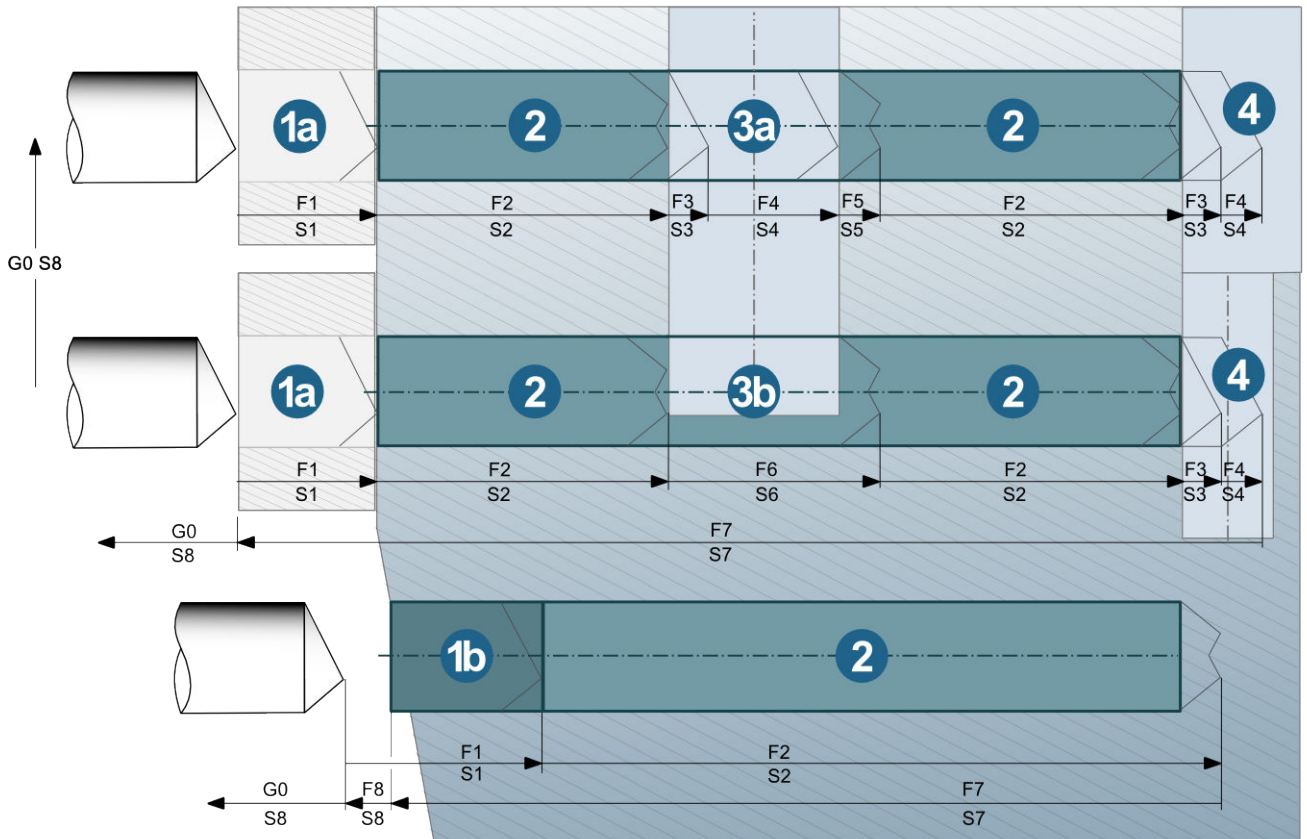 1a 2 3a 2 4
F1 F2 F3 F4 F5 F2 F3 F4
S1 S2 S3 S4 S5 S2 S3 S4
G0 S8
1a 2 3b 2 4
F1 F2 F6 F2 F3 F4
S1 S2 S6 S2 S3 S4
G0 F7
S8 S7
1b 2
F1 F2
S1 S2
G0 F8 F7
S8 S8 S7